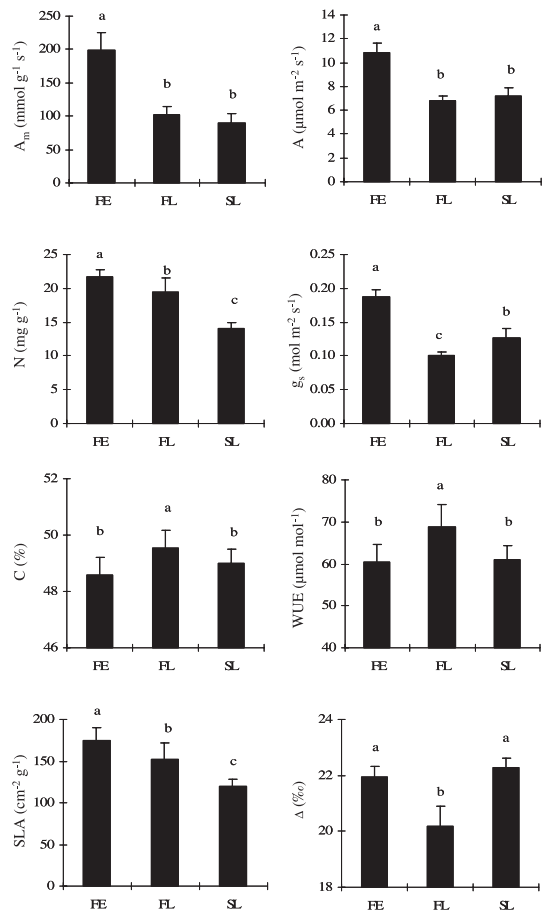 250
200
150
100
50
0
A_m (mmol g⁻¹ s⁻¹)
a
b
b
FE FL SL
14
12
10
8
6
4
2
0
A (μmol m⁻² s⁻¹)
a
b
b
FE FL SL
25
20
15
10
5
0
N (mg g⁻¹)
a
b
c
FE FL SL
0.25
0.20
0.15
0.10
0.05
0.00
g_s (mol m⁻² s⁻¹)
a
c
b
FE FL SL
52
50
48
46
C (%)
b
a
b
FE FL SL
80
70
60
50
40
WUE (μmol mol⁻¹)
b
a
b
FE FL SL
200
150
100
50
0
SLA (cm⁻² g⁻¹)
a
b
c
FE FL SL
24
22
20
18
Δ (‰)
a
b
a
FE FL SL